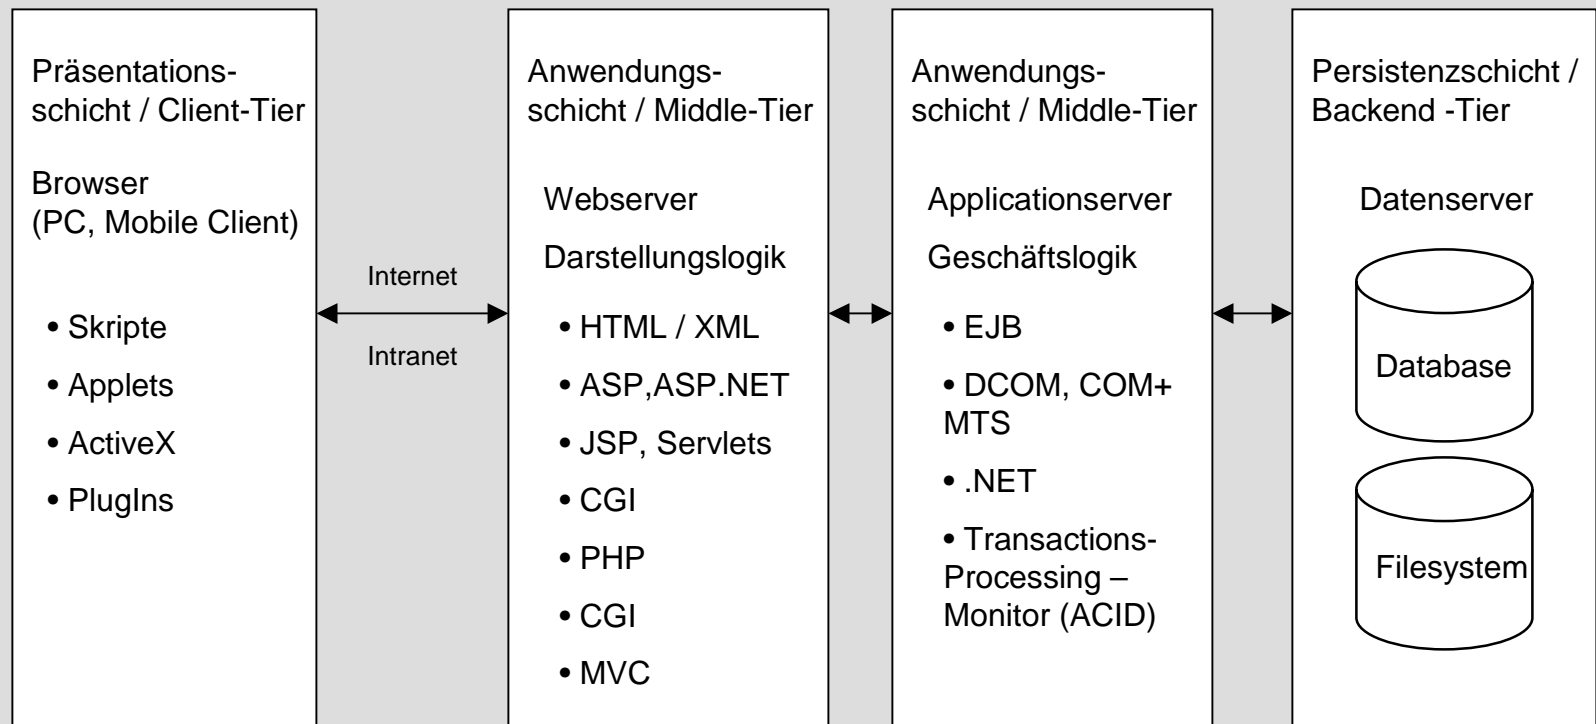 Präsentations-
schicht / Client-Tier
Browser
(PC, Mobile Client)
• Skripte
• Applets
• ActiveX
• PlugIns
Internet
Intranet
Anwendungs-
schicht / Middle-Tier
Webserver
Darstellungslogik
• HTML / XML
• ASP,ASP.NET
• JSP, Servlets
• CGI
• PHP
• CGI
• MVC
Anwendungs-
schicht / Middle-Tier
Applicationserver
Geschäftslogik
• EJB
• DCOM, COM+
MTS
• .NET
• Transactions-
Processing –
Monitor (ACID)
Persistenzschicht /
Backend -Tier
Datenserver
Database
Filesystem